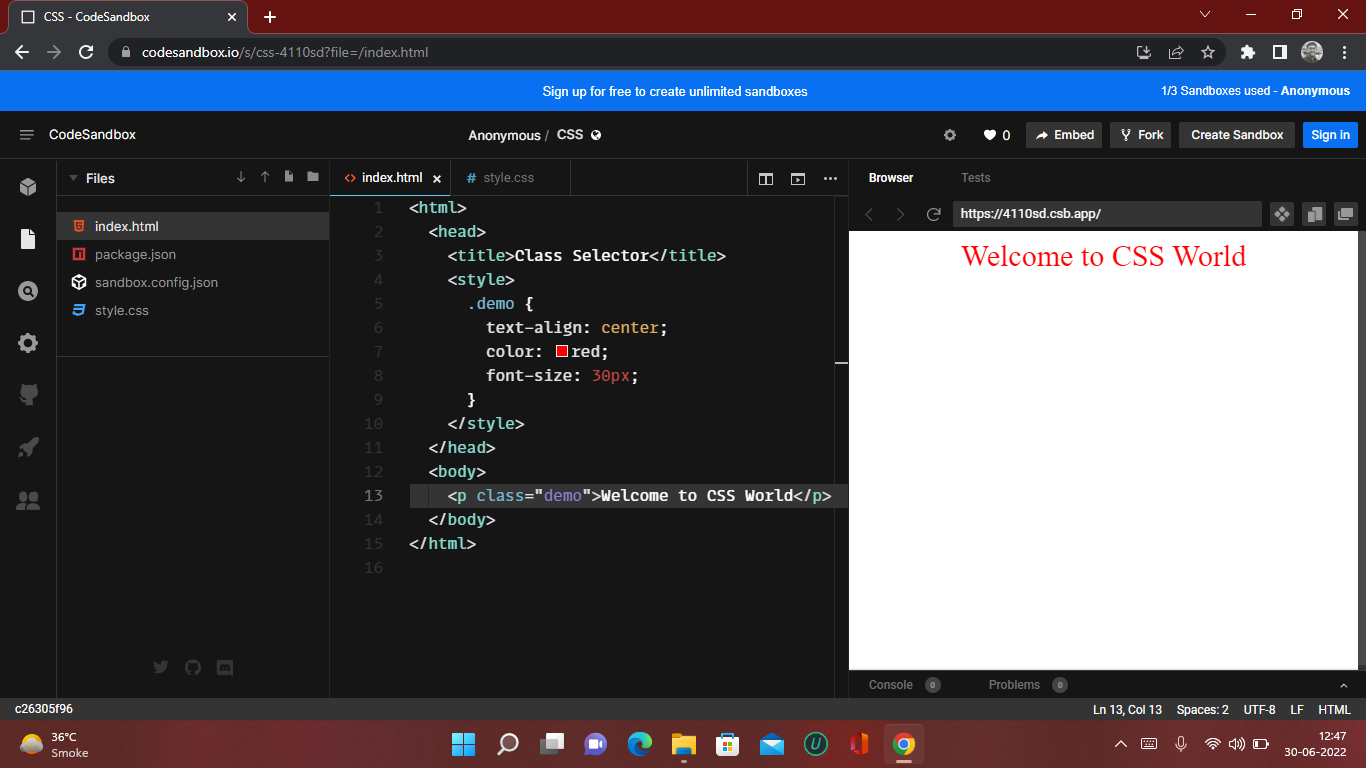 CSS - CodeSandbox
codesandbox.io/s/css-4110sd?file=/index.html
Sign up for free to create unlimited sandboxes
1/3 Sandboxes used - Anonymous
CodeSandbox
Anonymous / CSS
0
Embed
Fork
Create Sandbox
Sign in
Files
index.html
package.json
sandbox.config.json
style.css
index.html
style.css
1 <html>
2 <head>
3 <title>Class Selector</title>
4 <style>
5 .demo {
6 text-align: center;
7 color: red;
8 font-size: 30px;
9 }
10 </style>
11 </head>
12 <body>
13 <p class="demo">Welcome to CSS World</p>
14 </body>
15 </html>
16
Browser
Tests
https://4110sd.csb.app/
Welcome to CSS World
Console 0
Problems 0
c26305f96
Ln 13, Col 13
Spaces: 2
UTF-8
LF
HTML
36°C
Smoke
12:47
30-06-2022